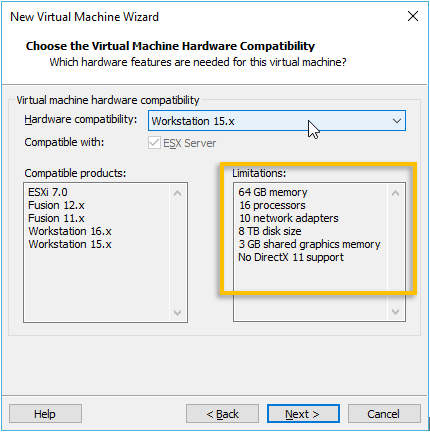 New Virtual Machine Wizard
Choose the Virtual Machine Hardware Compatibility
Which hardware features are needed for this virtual machine?
Virtual machine hardware compatibility
Hardware compatibility: Workstation 15.x
Compatible with: ESX Server
Compatible products:
ESXi 7.0
Fusion 12.x
Fusion 11.x
Workstation 16.x
Workstation 15.x
Limitations:
64 GB memory
16 processors
10 network adapters
8 TB disk size
3 GB shared graphics memory
No DirectX 11 support
Help
< Back
Next >
Cancel